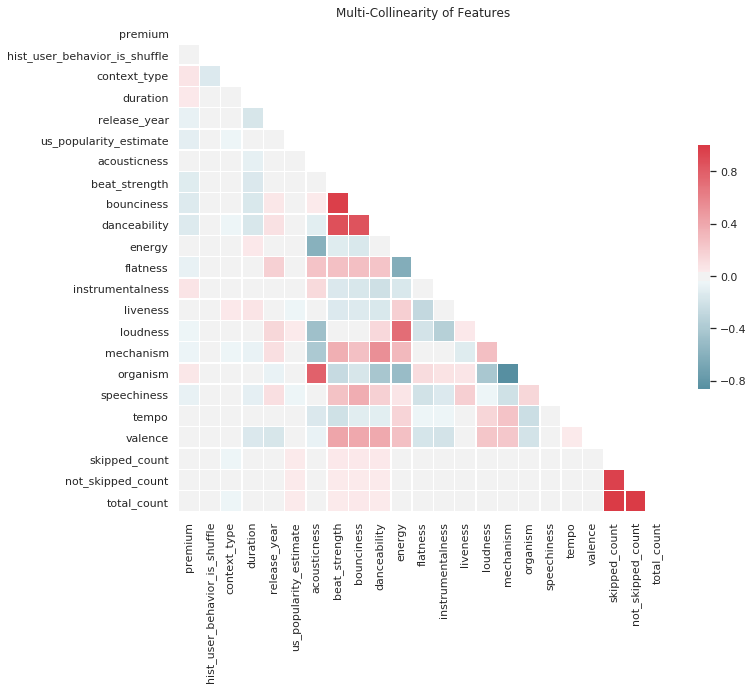 Multi-Collinearity of Features
premium
hist_user_behavior_is_shuffle
context_type
duration
release_year
us_popularity_estimate
acousticness
beat_strength
bounciness
danceability
energy
flatness
instrumentalness
liveness
loudness
mechanism
organism
speechiness
tempo
valence
skipped_count
not_skipped_count
total_count
premium
hist_user_behavior_is_shuffle
context_type
duration
release_year
us_popularity_estimate
acousticness
beat_strength
bounciness
danceability
energy
flatness
instrumentalness
liveness
loudness
mechanism
organism
speechiness
tempo
valence
skipped_count
not_skipped_count
total_count
0.8
0.4
0.0
−0.4
−0.8